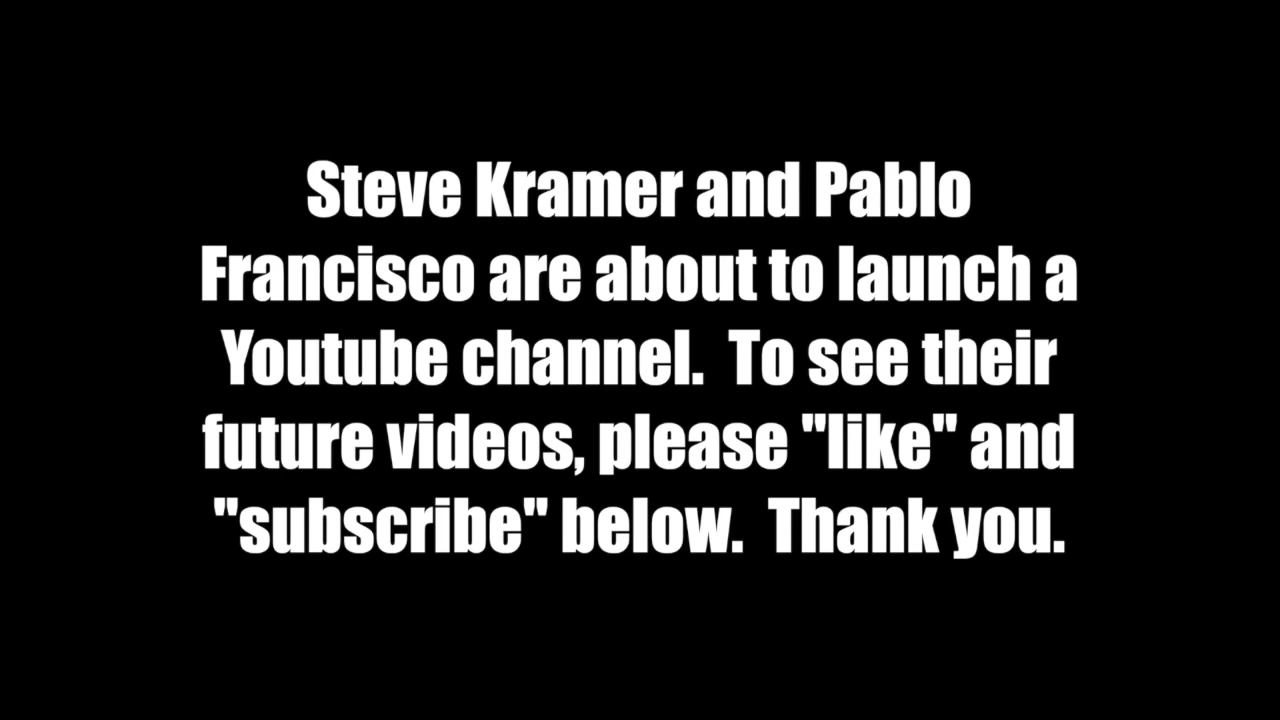 Steve Kramer and Pablo
Francisco are about to launch a
Youtube channel.  To see their
future videos, please "like" and
"subscribe" below.  Thank you.